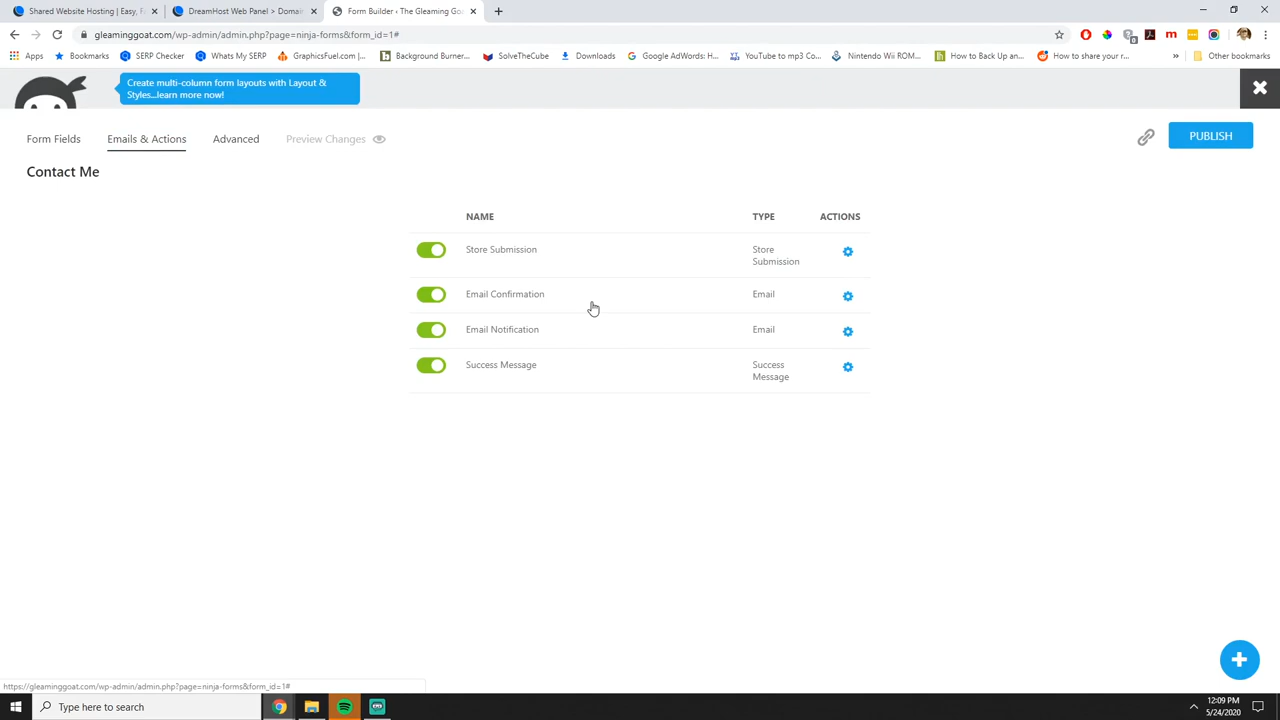 Shared Website Hosting | Easy, F
DreamHost Web Panel > Domain
Form Builder ‹ The Gleaming Go
gleaminggoat.com/wp-admin/admin.php?page=ninja-forms&form_id=1#
Apps
Bookmarks
SERP Checker
Whats My SERP
GraphicsFuel.com |...
Background Burner...
SolveTheCube
Downloads
Google AdWords: H...
YouTube to mp3 Co...
Nintendo Wii ROM...
How to Back Up an...
How to share your r...
»
Other bookmarks
Create multi-column form layouts with Layout &
Styles...learn more now!
Form Fields
Emails & Actions
Advanced
Preview Changes
PUBLISH
Contact Me
NAME
TYPE
ACTIONS
Store Submission
Store
Submission
Email Confirmation
Email
Email Notification
Email
Success Message
Success
Message
https://gleaminggoat.com/wp-admin/admin.php?page=ninja-forms&form_id=1#
Type here to search
12:09 PM
5/24/2020